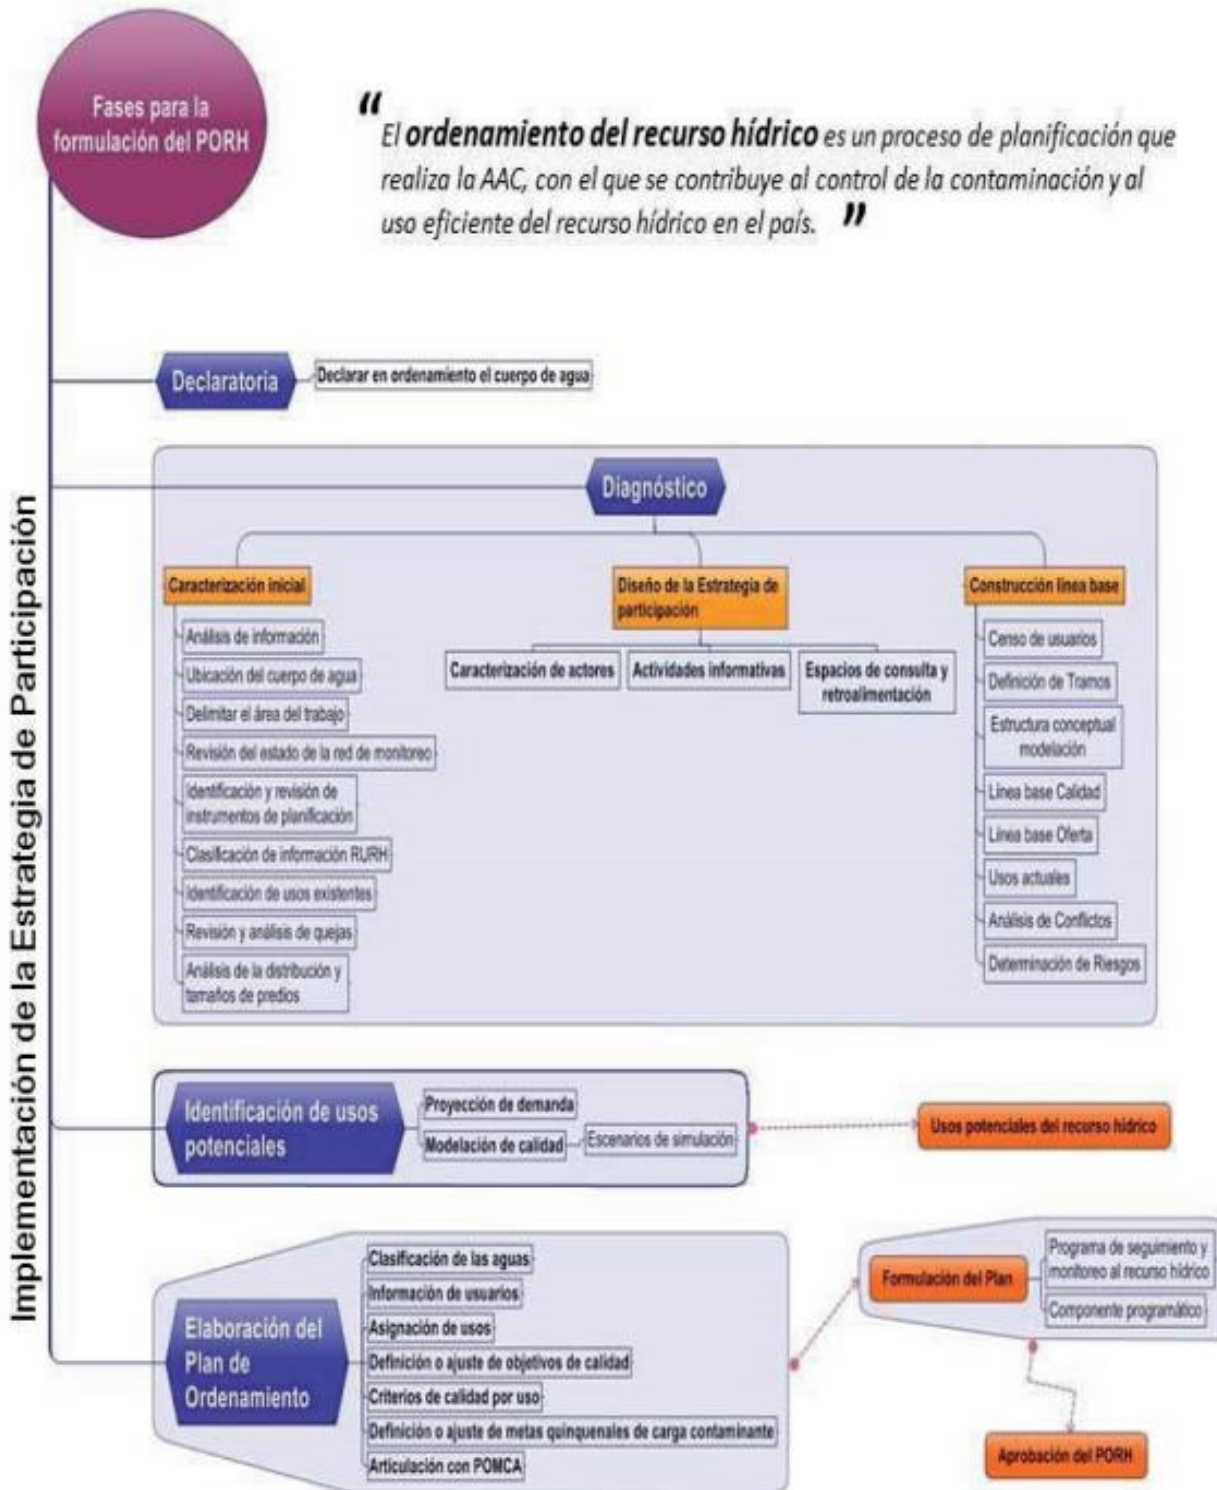 Fases para la
formulación del PORH
“
El ordenamiento del recurso hídrico es un proceso de planificación que
realiza la AAC, con el que se contribuye al control de la contaminación y al
uso eficiente del recurso hídrico en el país. ”
Implementación de la Estrategia de Participación
Declaratoria
Declarar en ordenamiento el cuerpo de agua
Diagnóstico
Caracterización inicial
Análisis de información
Ubicación del cuerpo de agua
Delimitar el área del trabajo
Revisión del estado de la red de monitoreo
Identificación y revisión de
instrumentos de planificación
Clasificación de información RURH
Identificación de usos existentes
Revisión y análisis de quejas
Análisis de la distribución y
tamaños de predios
Diseño de la Estrategia de
participación
Caracterización de actores
Actividades informativas
Espacios de consulta y
retroalimentación
Construcción línea base
Censo de usuarios
Definición de Tramos
Estructura conceptual
modelación
Línea base Calidad
Línea base Oferta
Usos actuales
Análisis de Conflictos
Determinación de Riesgos
Identificación de usos
potenciales
Proyección de demanda
Modelación de calidad
Escenarios de simulación
Usos potenciales del recurso hídrico
Elaboración del
Plan de
Ordenamiento
Clasificación de las aguas
Información de usuarios
Asignación de usos
Definición o ajuste de objetivos de calidad
Criterios de calidad por uso
Definición o ajuste de metas quinquenales de carga contaminante
Articulación con POMCA
Formulación del Plan
Programa de seguimiento y
monitoreo al recurso hídrico
Componente programático
Aprobación del PORH